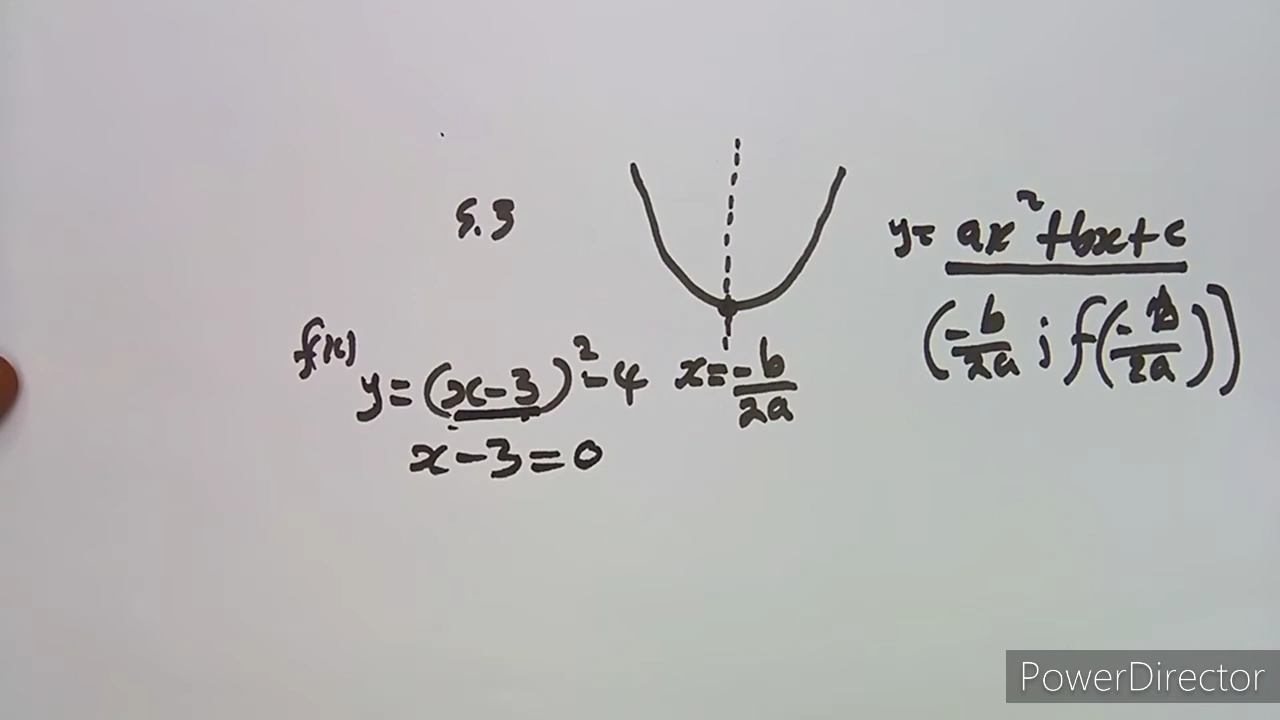 5.3
y= ax²+bx+c
(-b/2a ; f(-b/2a))
f(x)
y=(x-3)²-4
x=-b/2a
x-3=0
PowerDirector